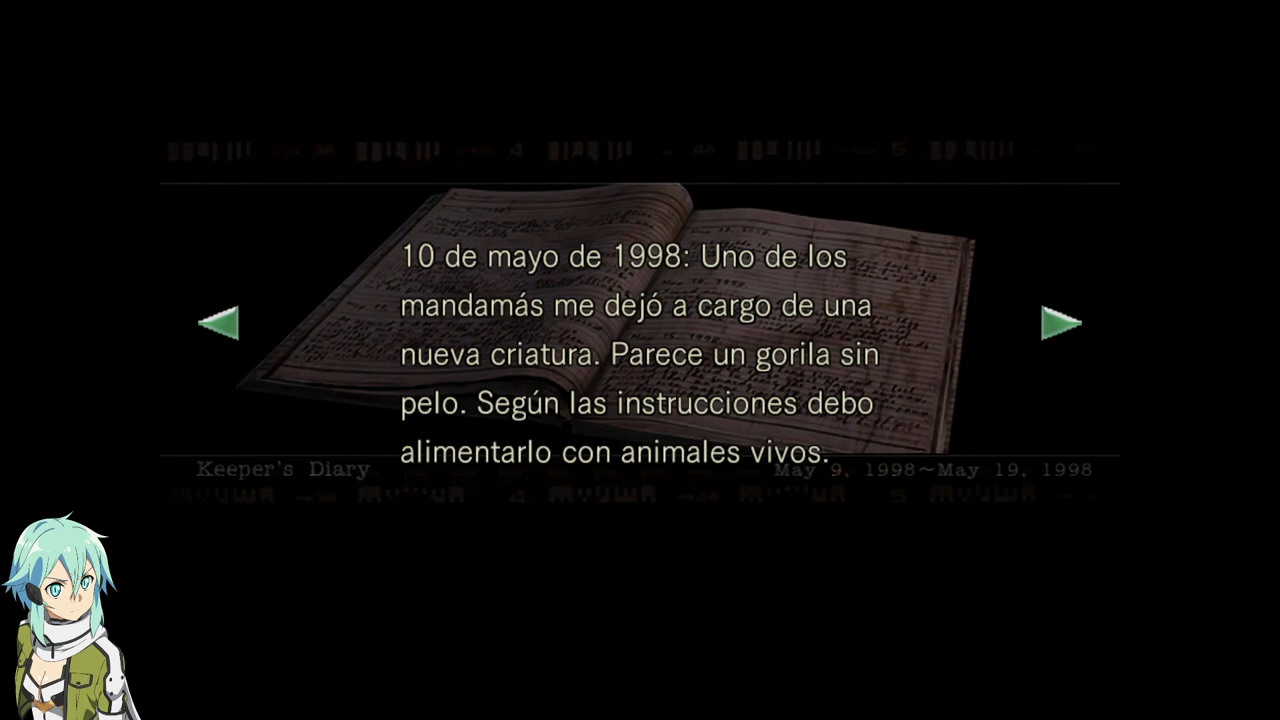 10 de mayo de 1998: Uno de los
mandamás me dejó a cargo de una
nueva criatura. Parece un gorila sin
pelo. Según las instrucciones debo
alimentarlo con animales vivos.
Keeper's Diary
May 9, 1998~May 19, 1998